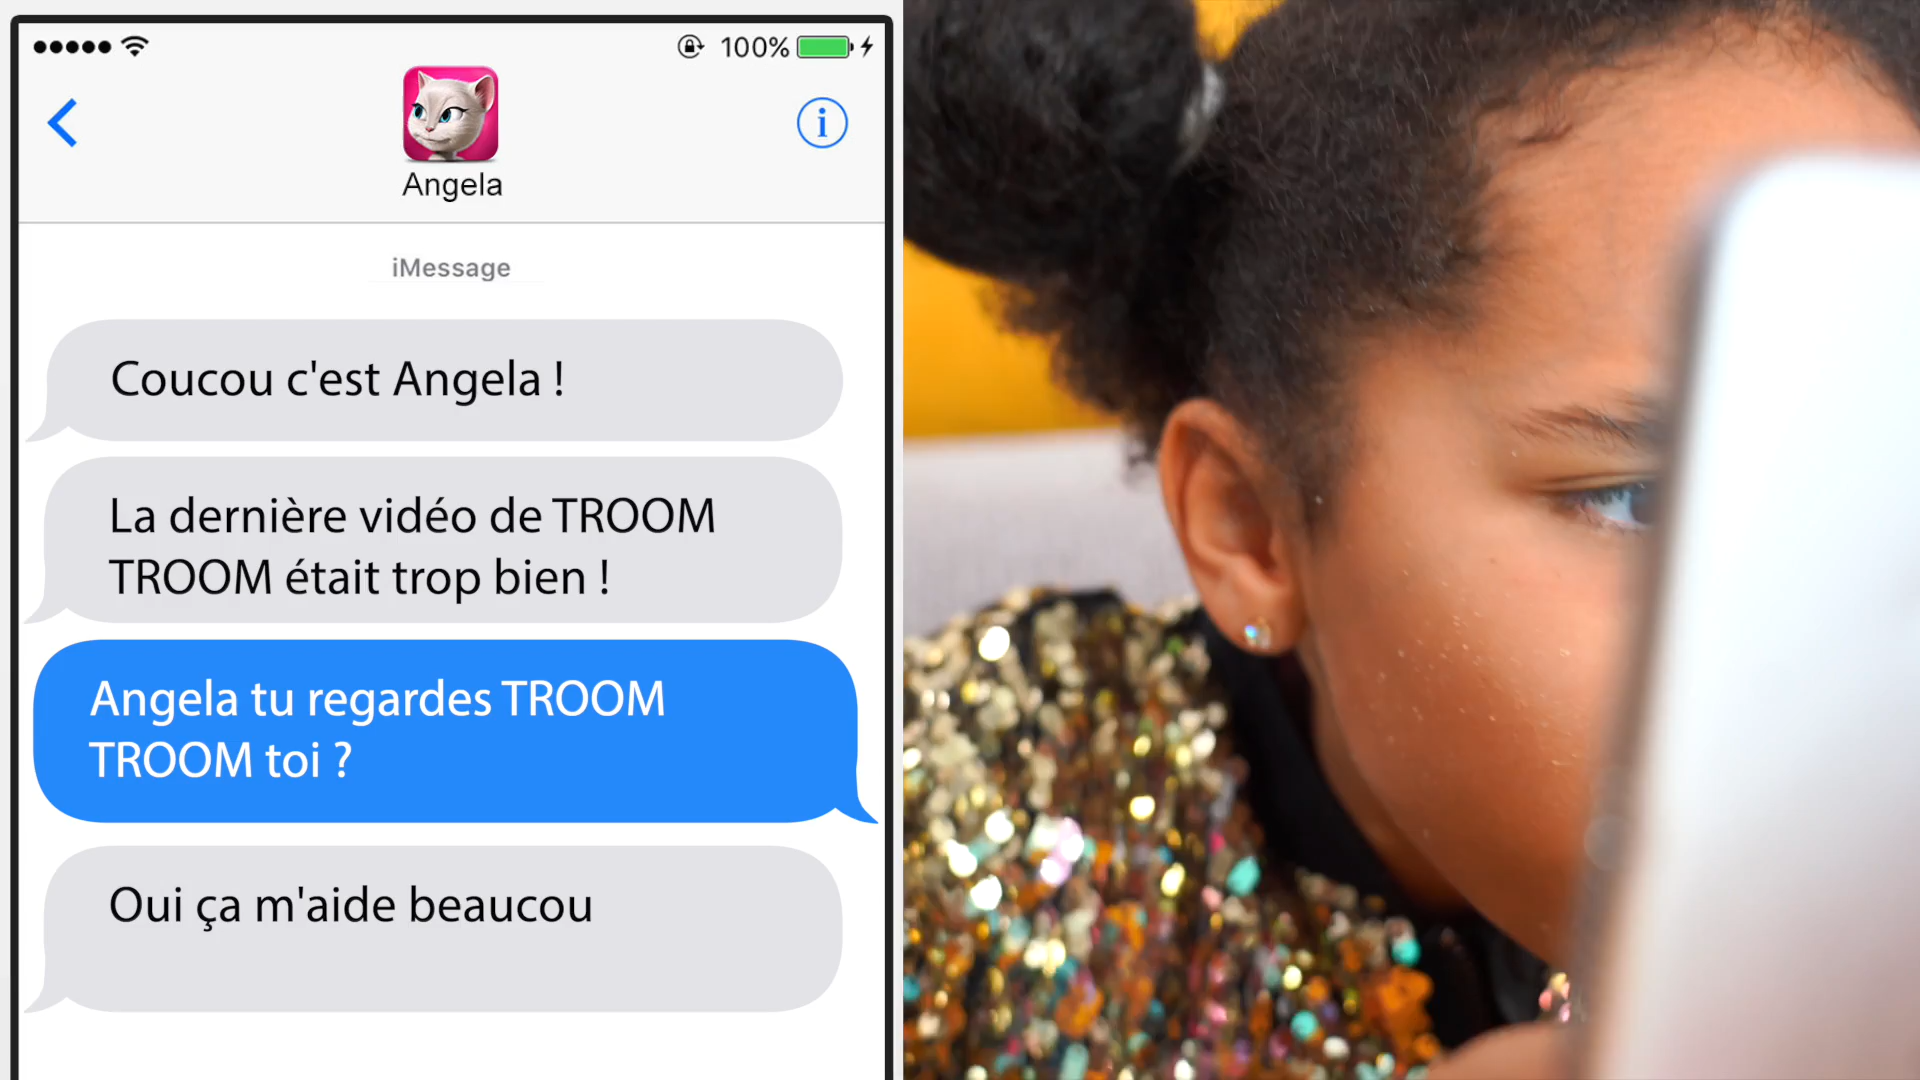 100%
Angela
iMessage
Coucou c'est Angela !
La dernière vidéo de TROOM
TROOM était trop bien !
Angela tu regardes TROOM
TROOM toi ?
Oui ça m'aide beaucou